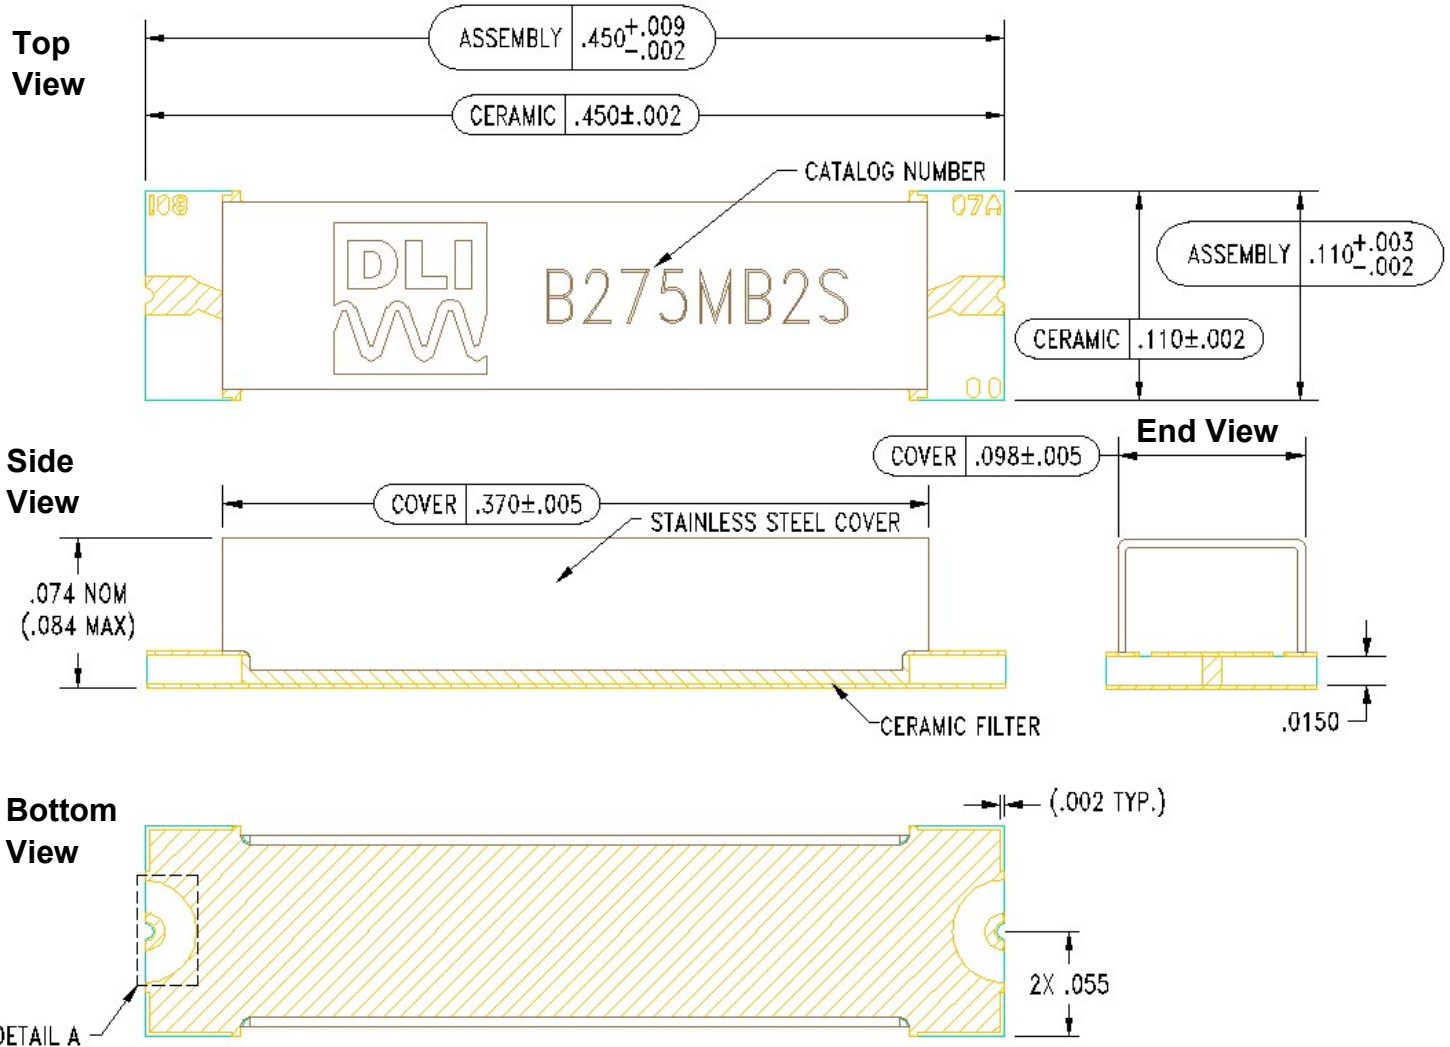 Top
View
ASSEMBLY .450+.009
-.002
CERAMIC .450±.002
CATALOG NUMBER
108
07A
DLI
B275MB2S
ASSEMBLY .110+.003
-.002
CERAMIC .110±.002
00
End View
COVER .098±.005
Side
View
COVER .370±.005
STAINLESS STEEL COVER
.074 NOM
(.084 MAX)
.0150
CERAMIC FILTER
Bottom
View
(.002 TYP.)
2X .055
DETAIL A